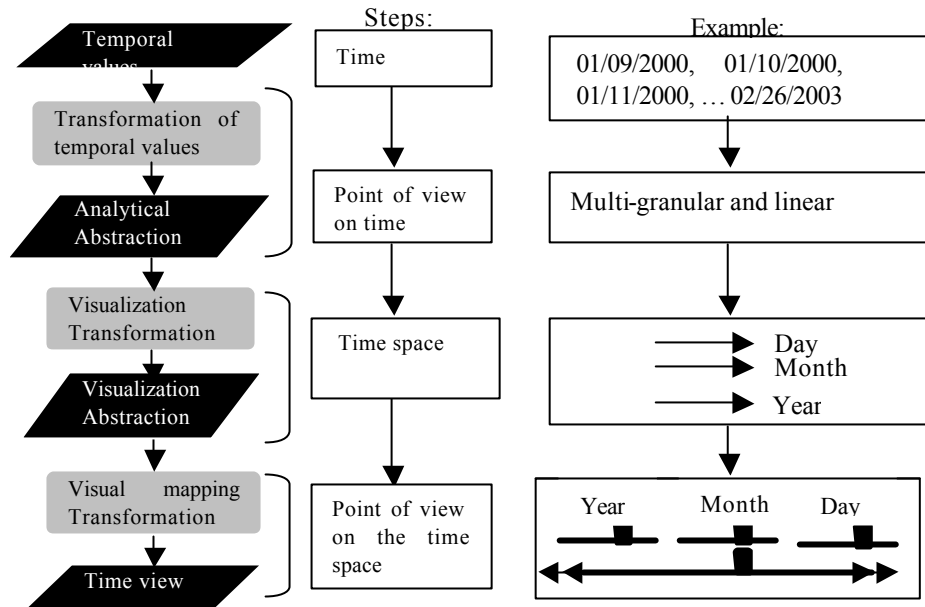 Temporal
values
Transformation of
temporal values
Analytical
Abstraction
Visualization
Transformation
Visualization
Abstraction
Visual mapping
Transformation
Time view
Steps:
Time
Point of view
on time
Time space
Point of view
on the time
space
Example:
01/09/2000, 01/10/2000,
01/11/2000, … 02/26/2003
Multi-granular and linear
Day
Month
Year
Year Month Day